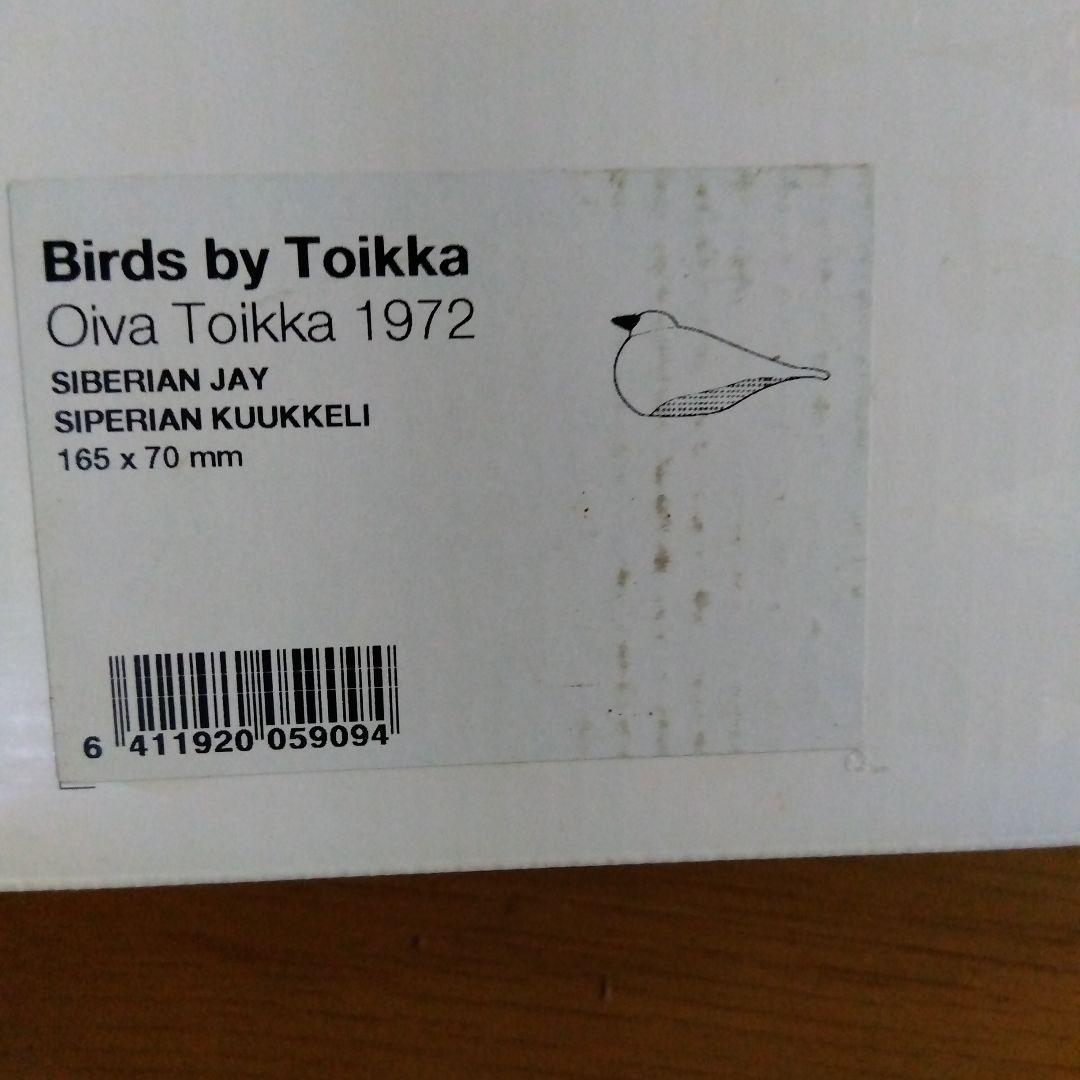 Birds by Toikka
Oiva Toikka 1972
SIBERIAN JAY
SIPERIAN KUUKKELI
165 x 70 mm
6 411920 059094